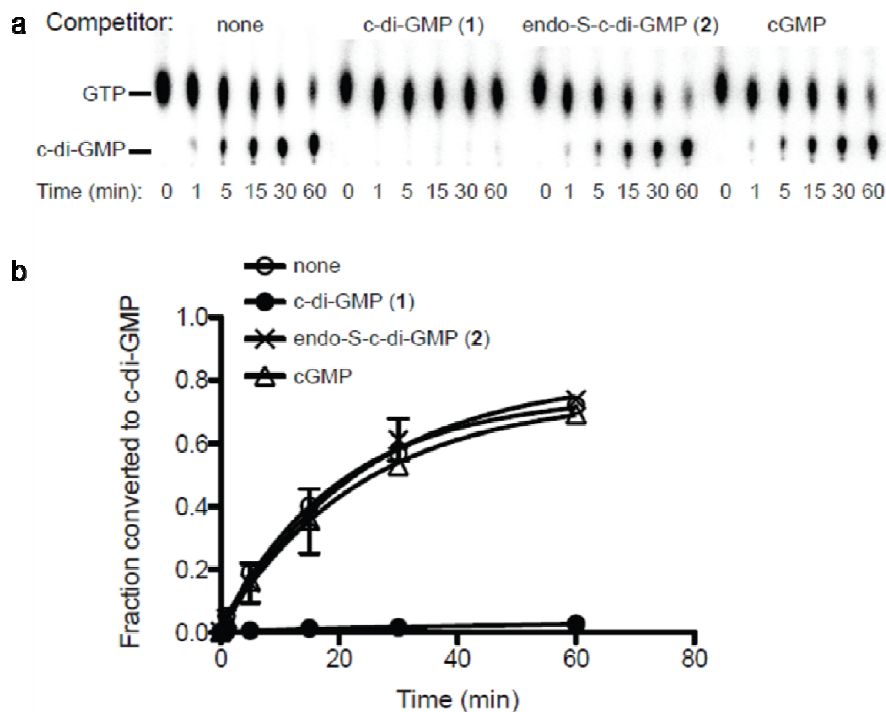 a
Competitor: none c-di-GMP (1) endo-S-c-di-GMP (2) cGMP
GTP
c-di-GMP
Time (min): 0 1 5 15 30 60 0 1 5 15 30 60 0 1 5 15 30 60 0 1 5 15 30 60
b
none
c-di-GMP (1)
endo-S-c-di-GMP (2)
cGMP
Fraction converted to c-di-GMP
1.0
0.8
0.6
0.4
0.2
0.0
0 20 40 60 80
Time (min)